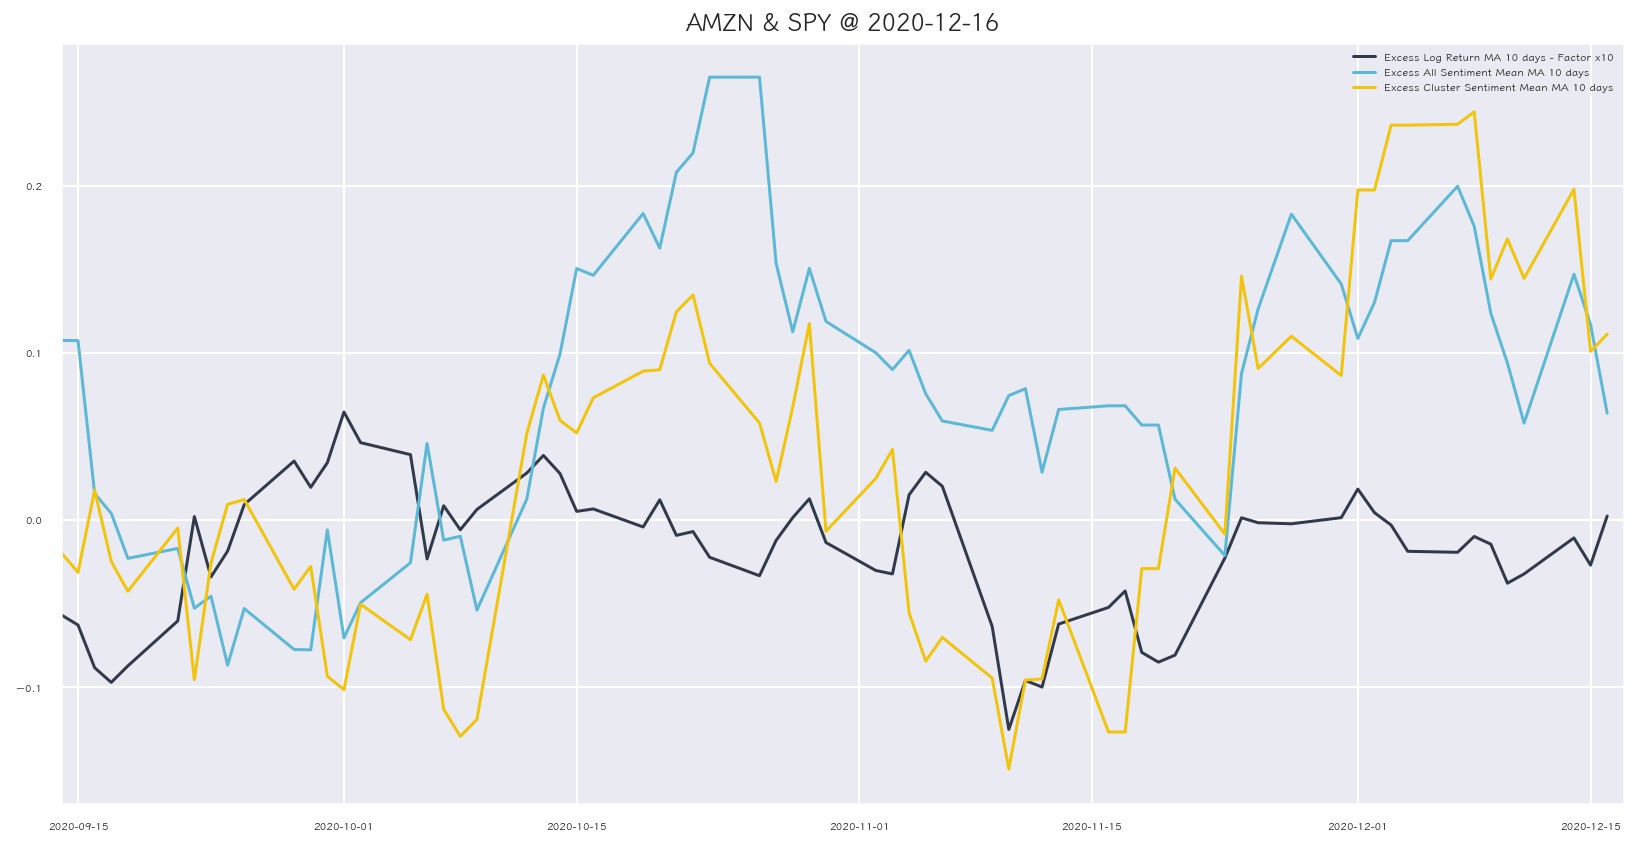 AMZN & SPY @ 2020-12-16
Excess Log Return MA 10 days - Factor x10
Excess All Sentiment Mean MA 10 days
Excess Cluster Sentiment Mean MA 10 days
0.2
0.1
0.0
−0.1
2020-09-15 2020-10-01 2020-10-15 2020-11-01 2020-11-15 2020-12-01 2020-12-15